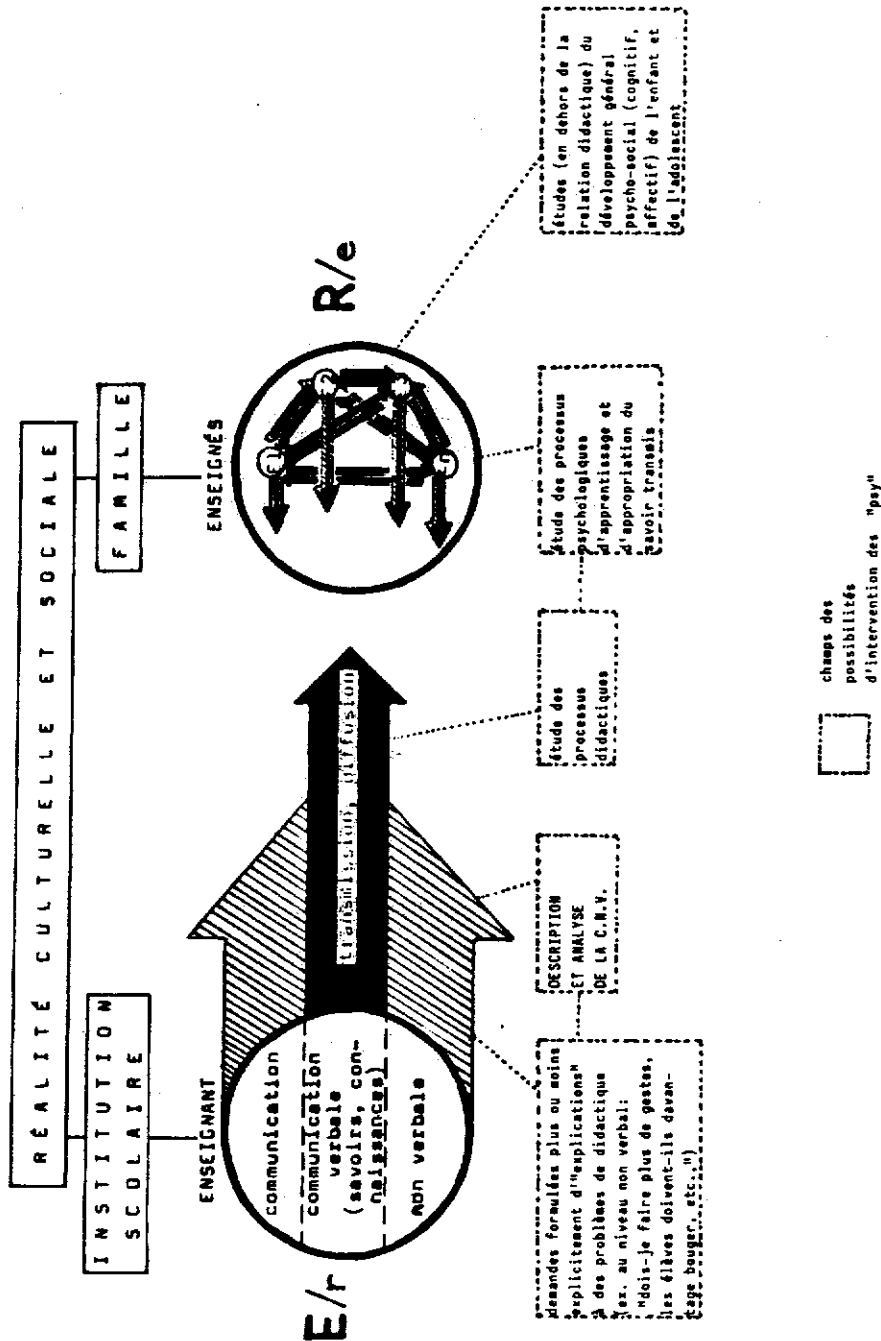 RÉALITÉ CULTURELLE ET SOCIALE
INSTITUTION
SCOLAIRE
FAMILLE
ENSEIGNANT
ENSEIGNÉS
E/r
communication
communication
verbale
(savoirs, con-
naissances)
non verbale
transmission, diffusion
R/e
demandes formulées plus ou moins
explicitement d'"explications"
à des problèmes de didactique
(ex. au niveau non verbal:
"dois-je faire plus de gestes,
les élèves doivent-ils davan-
tage bouger, etc.")
DESCRIPTION
ET ANALYSE
DE LA C.N.V.
étude des
processus
didactiques
étude des processus
psychologiques
d'apprentissage et
d'appropriation du
savoir transmis
études (en dehors de la
relation didactique) du
développement général
psycho-social (cognitif,
affectif) de l'enfant et
de l'adolescent
champs des
possibilités
d'intervention des "psy"